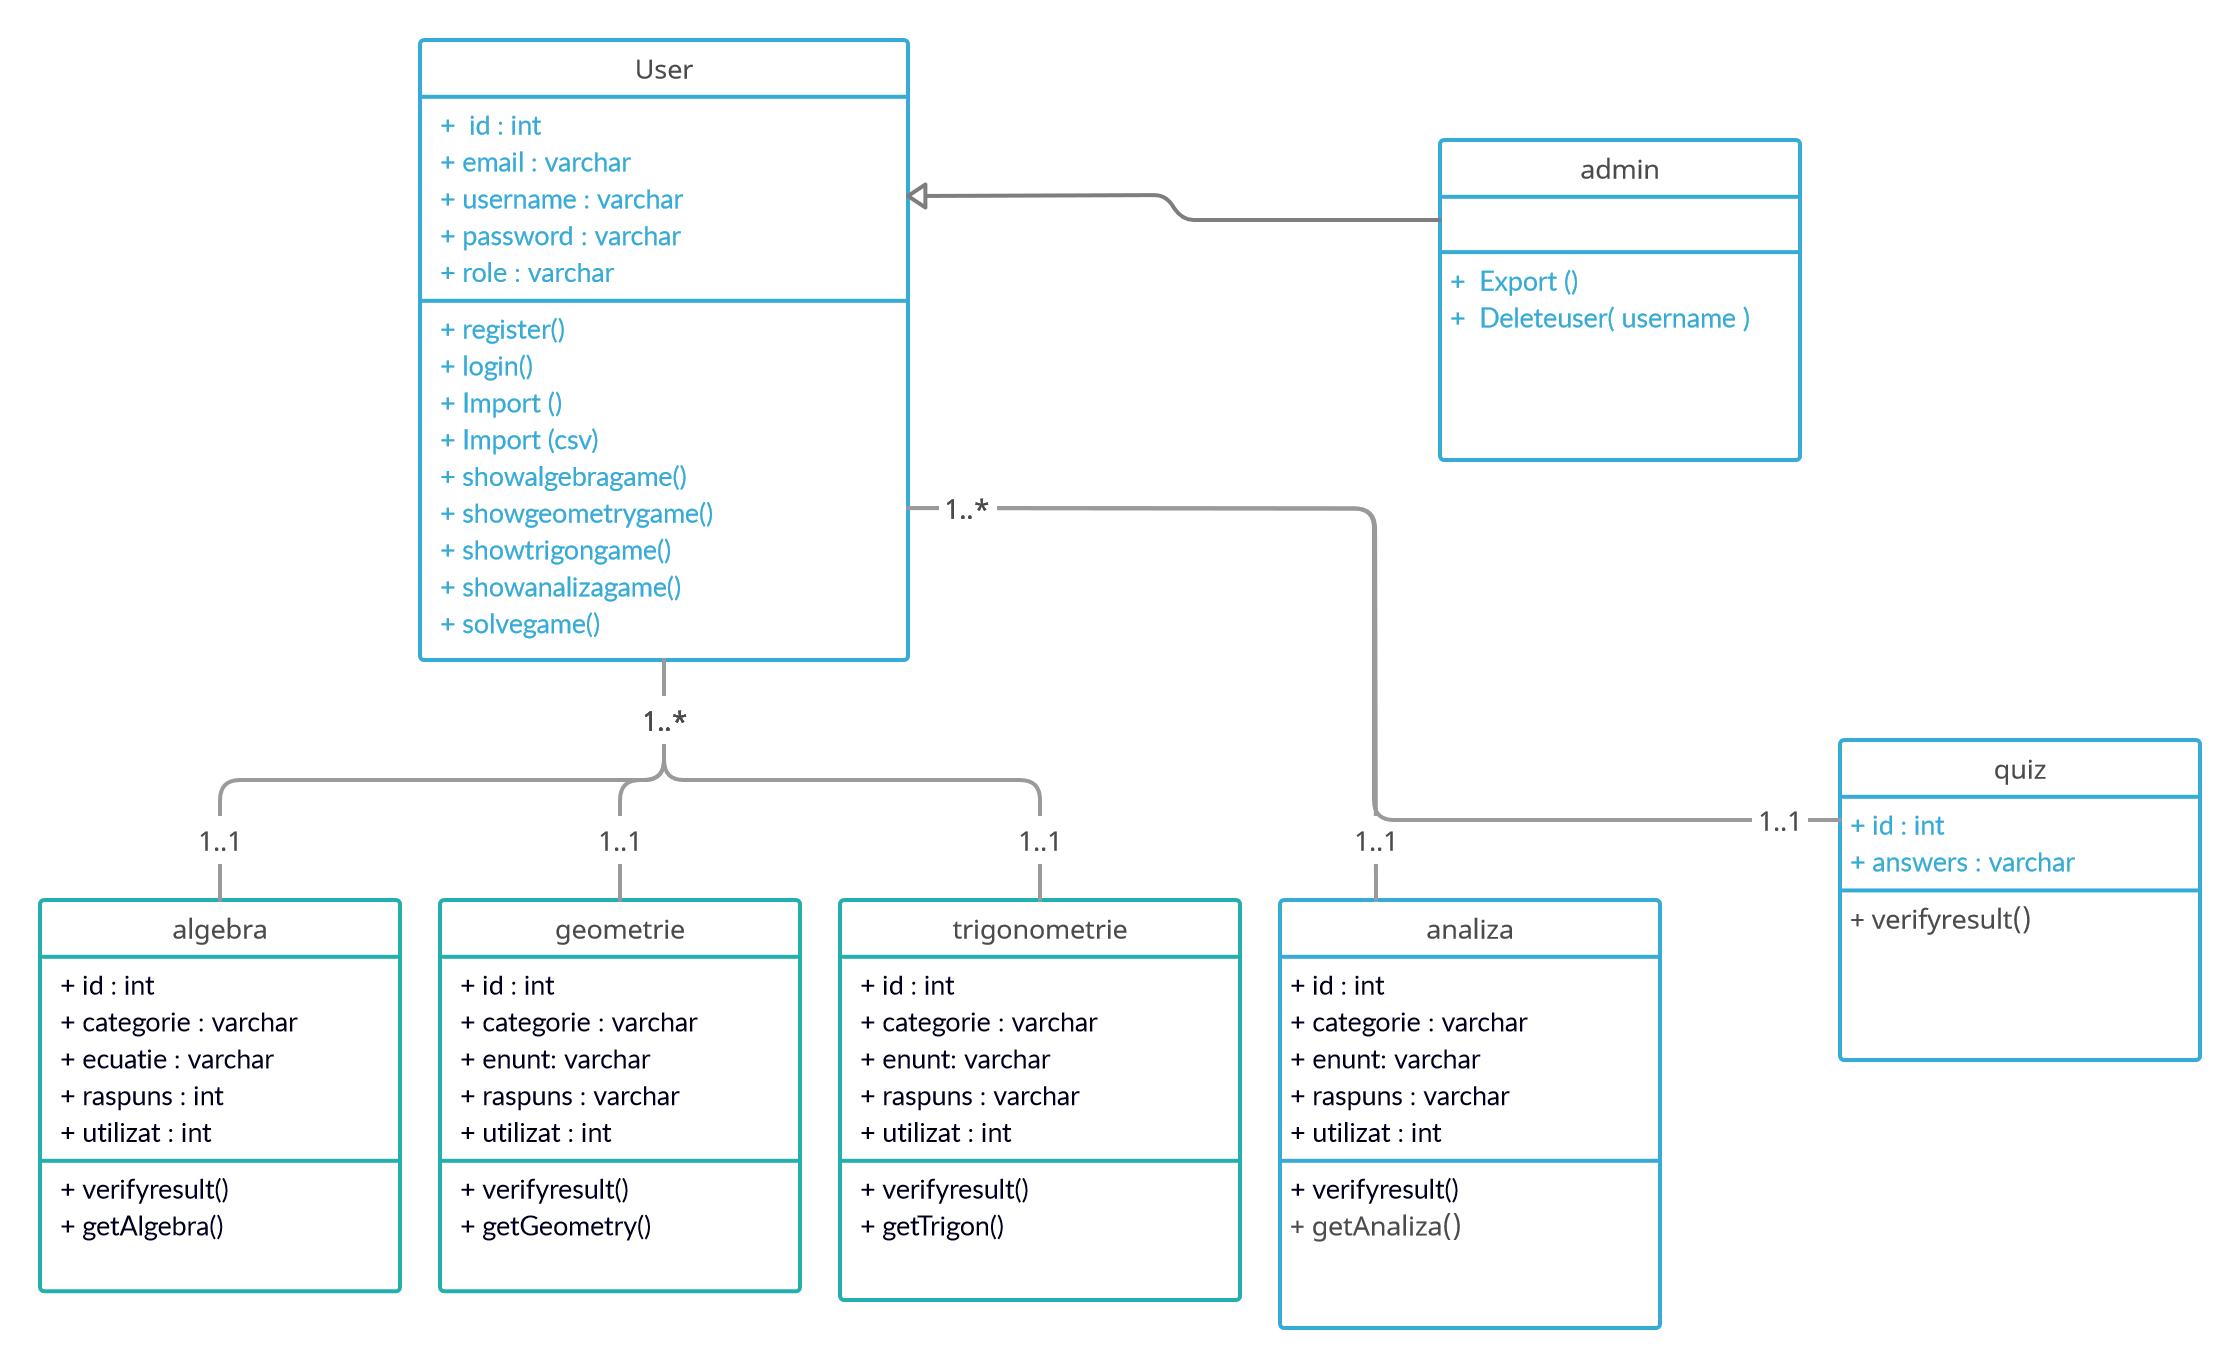 User
+  id : int
+ email : varchar
+ username : varchar
+ password : varchar
+ role : varchar
+ register()
+ login()
+ Import ()
+ Import (csv)
+ showalgebragame()
+ showgeometrygame()
+ showtrigongame()
+ showanalizagame()
+ solvegame()
admin
+  Export ()
+  Deleteuser( username )
1..*
1..*
1..1
1..1
1..1
1..1
1..1
quiz
+ id : int
+ answers : varchar
+ verifyresult()
algebra
+ id : int
+ categorie : varchar
+ ecuatie : varchar
+ raspuns : int
+ utilizat : int
+ verifyresult()
+ getAlgebra()
geometrie
+ id : int
+ categorie : varchar
+ enunt: varchar
+ raspuns : varchar
+ utilizat : int
+ verifyresult()
+ getGeometry()
trigonometrie
+ id : int
+ categorie : varchar
+ enunt: varchar
+ raspuns : varchar
+ utilizat : int
+ verifyresult()
+ getTrigon()
analiza
+ id : int
+ categorie : varchar
+ enunt: varchar
+ raspuns : varchar
+ utilizat : int
+ verifyresult()
+ getAnaliza()